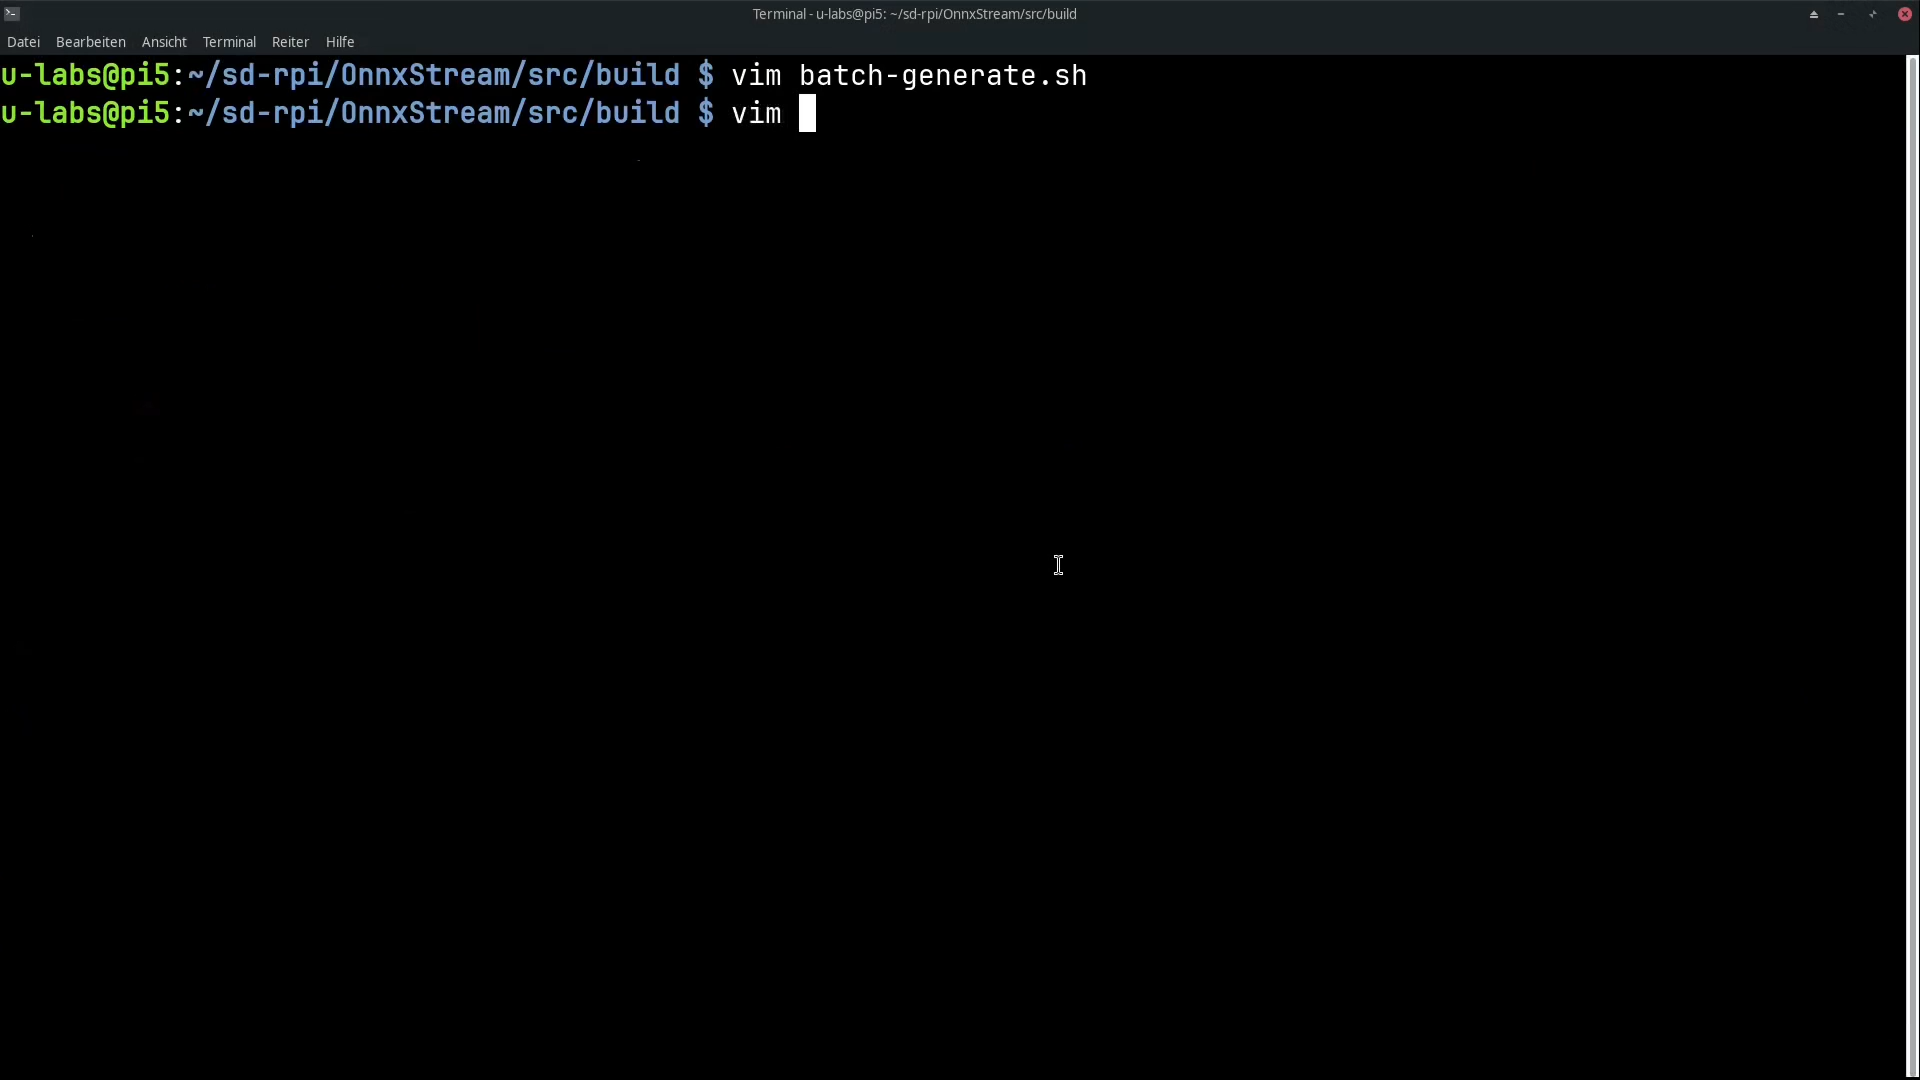 Terminal - u-labs@pi5: ~/sd-rpi/OnnxStream/src/build
Datei Bearbeiten Ansicht Terminal Reiter Hilfe
u-labs@pi5:~/sd-rpi/OnnxStream/src/build $ vim batch-generate.sh
u-labs@pi5:~/sd-rpi/OnnxStream/src/build $ vim